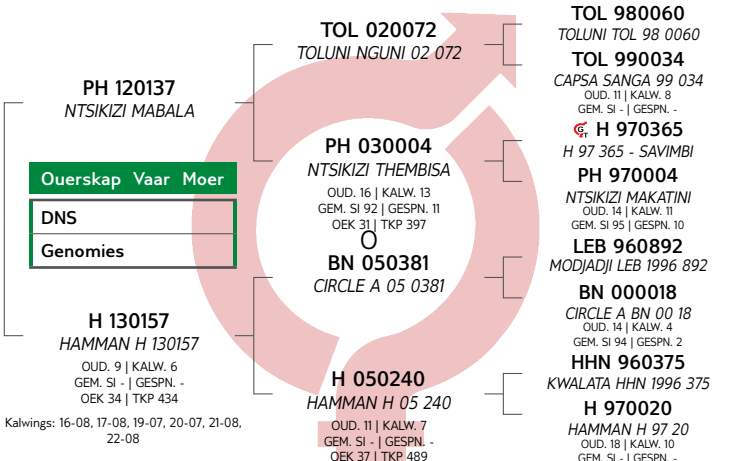 PH 120137
NTSIKIZI MABALA
Ouerskap Vaar Moer
DNS
Genomies
H 130157
HAMMAN H 130157
OUD. 9 | KALW. 6
GEM. SI - | GESPN. -
OEK 34 | TKP 434
Kalwings: 16-08, 17-08, 19-07, 20-07, 21-08,
22-08
TOL 020072
TOLUNI NGUNI 02 072
PH 030004
NTSIKIZI THEMBISA
OUD. 16 | KALW. 13
GEM. SI 92 | GESPN. 11
OEK 31 | TKP 397
O
BN 050381
CIRCLE A 05 0381
H 050240
HAMMAN H 05 240
OUD. 11 | KALW. 7
GEM. SI - | GESPN. -
OEK 37 | TKP 489
TOL 980060
TOLUNI TOL 98 0060
TOL 990034
CAPSA SANGA 99 034
OUD. 11 | KALW. 8
GEM. SI - | GESPN. -
GT H 970365
H 97 365 - SAVIMBI
PH 970004
NTSIKIZI MAKATINI
OUD. 14 | KALW. 11
GEM. SI 95 | GESPN. 10
LEB 960892
MODJADJI LEB 1996 892
BN 000018
CIRCLE A BN 00 18
OUD. 14 | KALW. 4
GEM. SI 94 | GESPN. 2
HHN 960375
KWALATA HHN 1996 375
H 970020
HAMMAN H 97 20
OUD. 18 | KALW. 10
GEM. SI - | GESPN. -